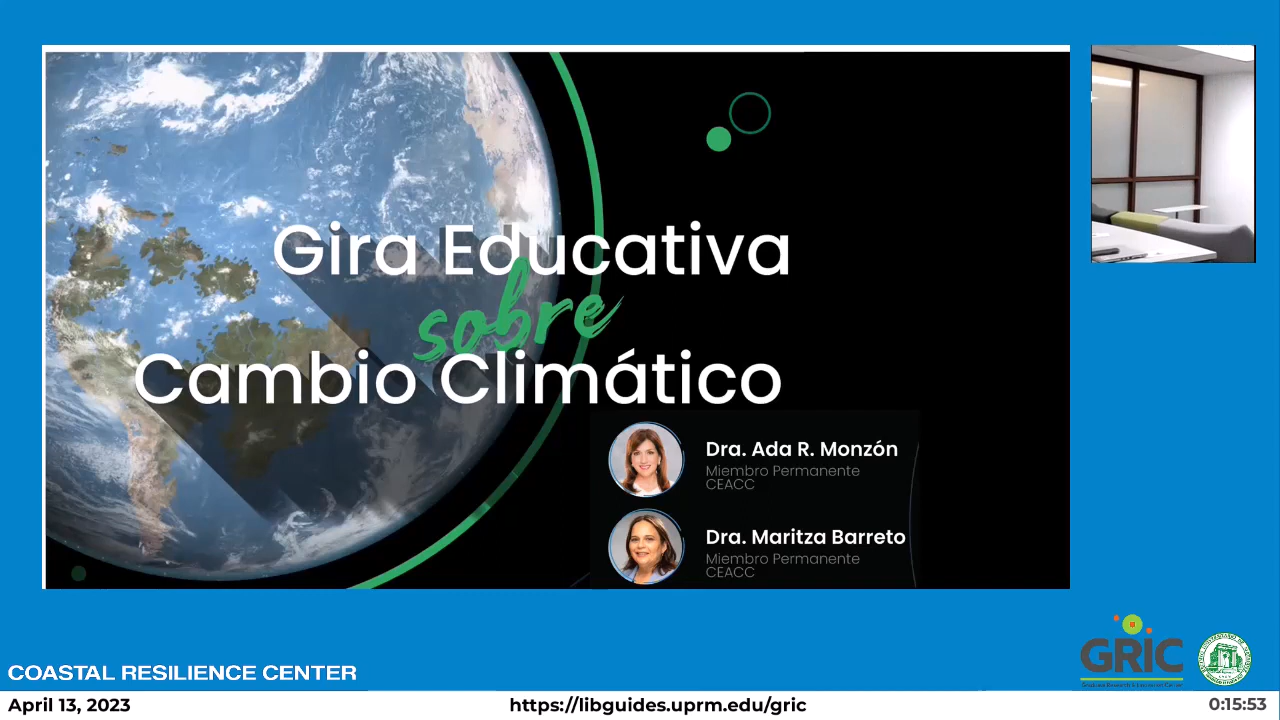 Gira Educativa
sobre
Cambio Climático
Dra. Ada R. Monzón
Miembro Permanente
CEACC
Dra. Maritza Barreto
Miembro Permanente
CEACC
GRIC
COASTAL RESILIENCE CENTER
April 13, 2023
https://libguides.uprm.edu/gric
0:15:53